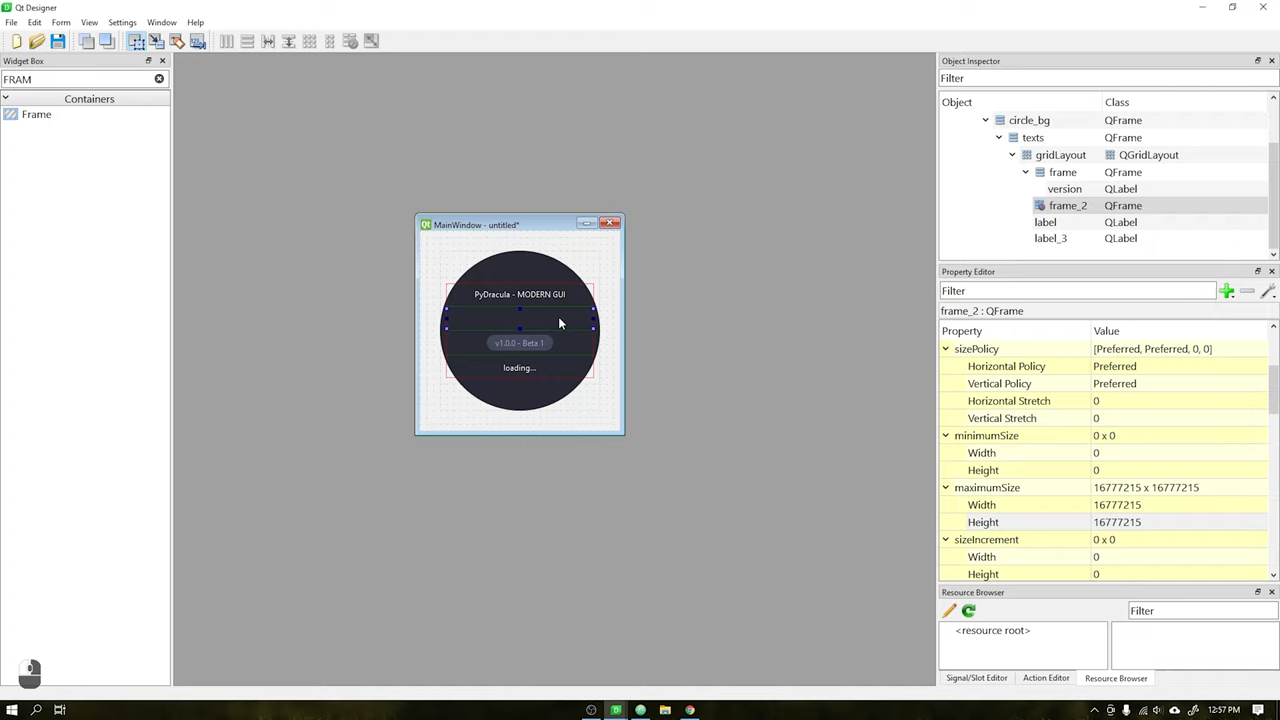 Qt Designer
File Edit Form View Settings Window Help
Widget Box
FRAM
Containers
Frame
MainWindow - untitled*
PyDracula - MODERN GUI
v1.0.0 - Beta 1
loading...
Object Inspector
Filter
Object Class
circle_bg QFrame
texts QFrame
gridLayout QGridLayout
frame QFrame
version QLabel
frame_2 QFrame
label QLabel
label_3 QLabel
Property Editor
Filter
frame_2 : QFrame
Property Value
sizePolicy [Preferred, Preferred, 0, 0]
Horizontal Policy Preferred
Vertical Policy Preferred
Horizontal Stretch 0
Vertical Stretch 0
minimumSize 0 x 0
Width 0
Height 0
maximumSize 16777215 x 16777215
Width 16777215
Height 16777215
sizeIncrement 0 x 0
Width 0
Height 0
Resource Browser
Filter
<resource root>
Signal/Slot Editor Action Editor Resource Browser
12:57 PM